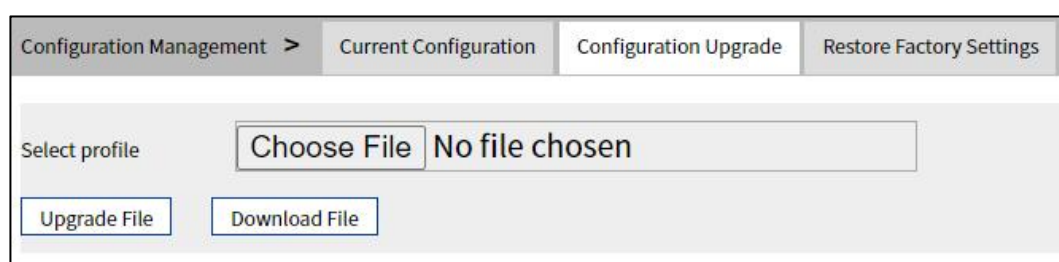 Configuration Management > Current Configuration Configuration Upgrade Restore Factory Settings
Select profile Choose File No file chosen
Upgrade File Download File